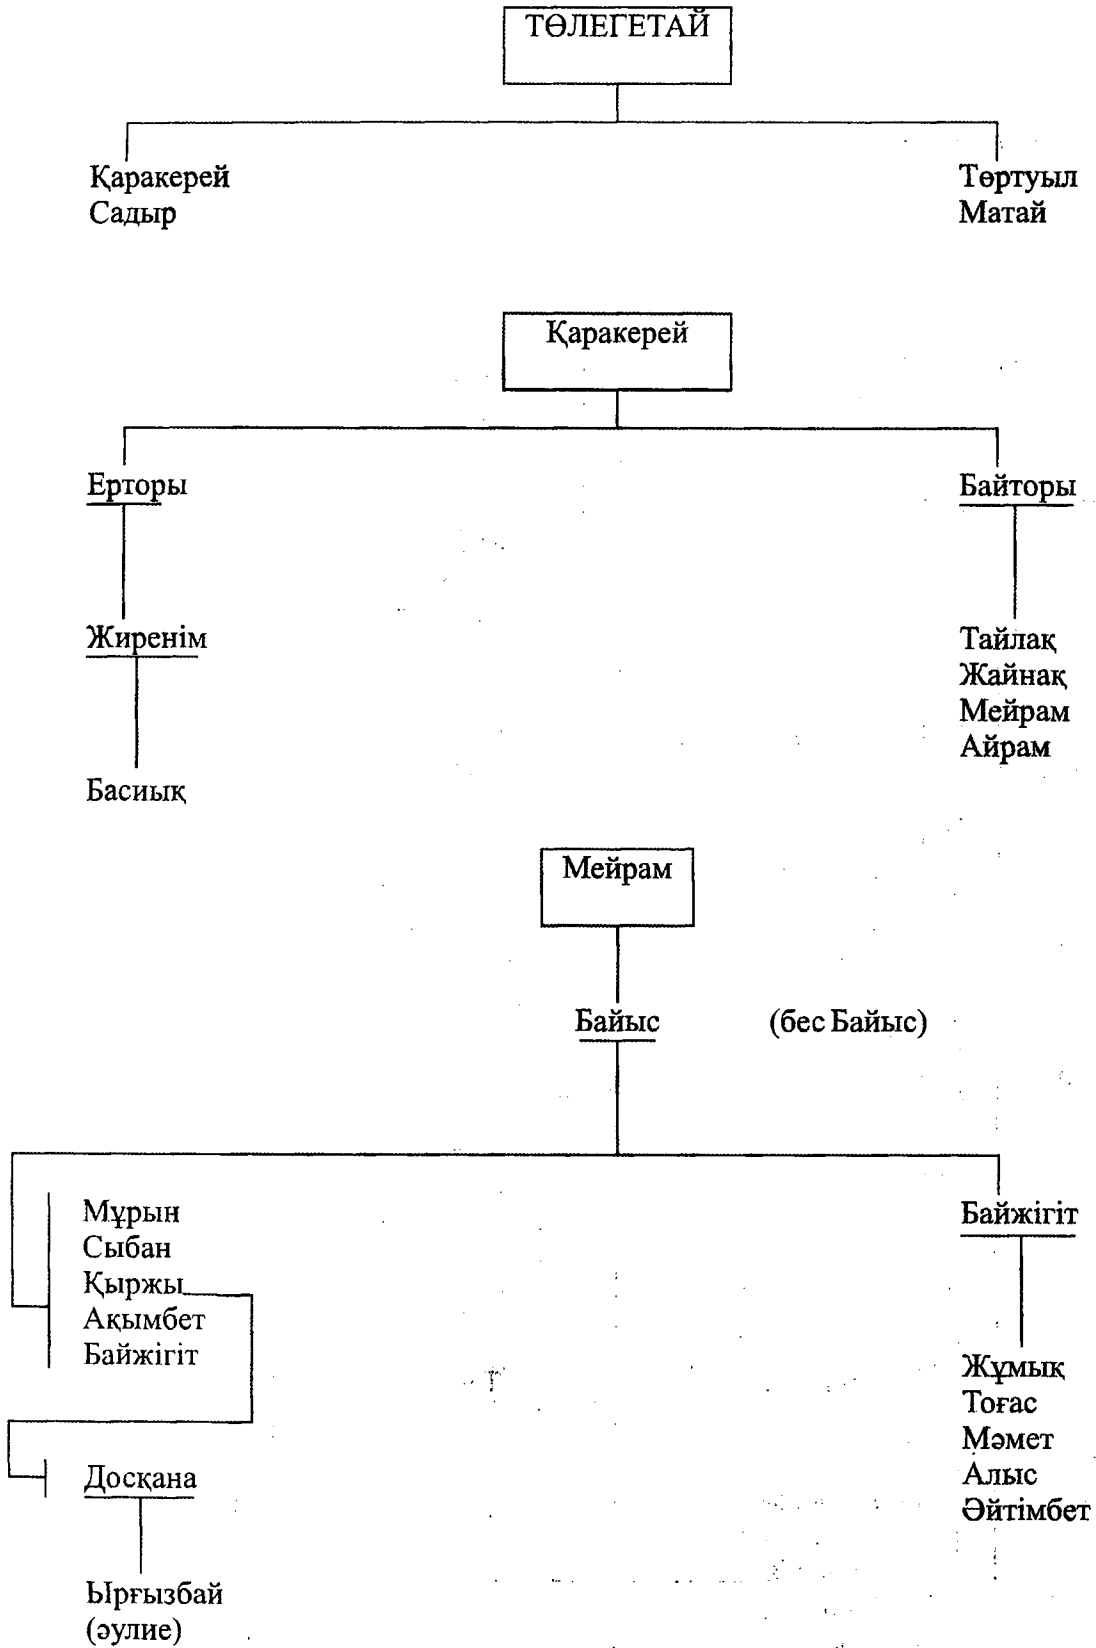 ТӨЛЕГЕТАЙ
Қаракерей
Садыр
Төртуыл
Матай
Қаракерей
Ерторы
Байторы
Жиренім
Басиық
Тайлақ
Жайнақ
Мейрам
Айрам
Мейрам
Байыс (бес Байыс)
Мұрын
Сыбан
Қыржы
Ақымбет
Байжігіт
Досқана
Ырғызбай
(әулие)
Байжігіт
Жұмық
Тоғас
Мәмет
Алыс
Әйтімбет